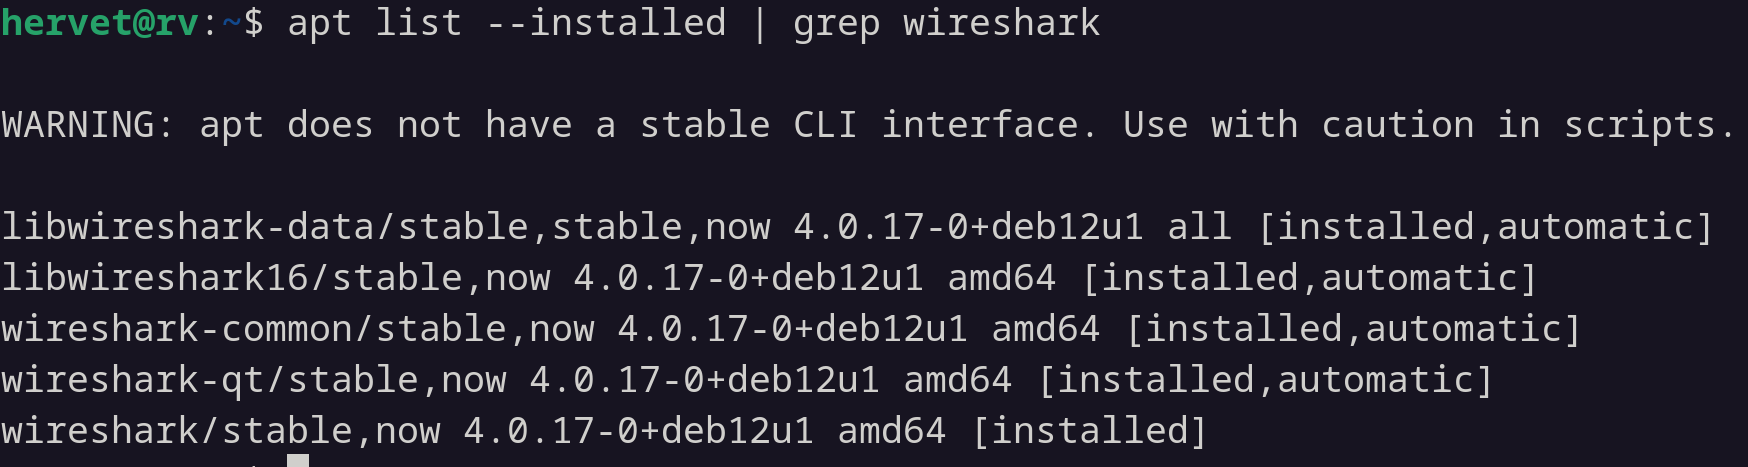 hervet@rv:~$ apt list --installed | grep wireshark
WARNING: apt does not have a stable CLI interface. Use with caution in scripts.
libwireshark-data/stable,stable,now 4.0.17-0+deb12u1 all [installed,automatic]
libwireshark16/stable,now 4.0.17-0+deb12u1 amd64 [installed,automatic]
wireshark-common/stable,now 4.0.17-0+deb12u1 amd64 [installed,automatic]
wireshark-qt/stable,now 4.0.17-0+deb12u1 amd64 [installed,automatic]
wireshark/stable,now 4.0.17-0+deb12u1 amd64 [installed]